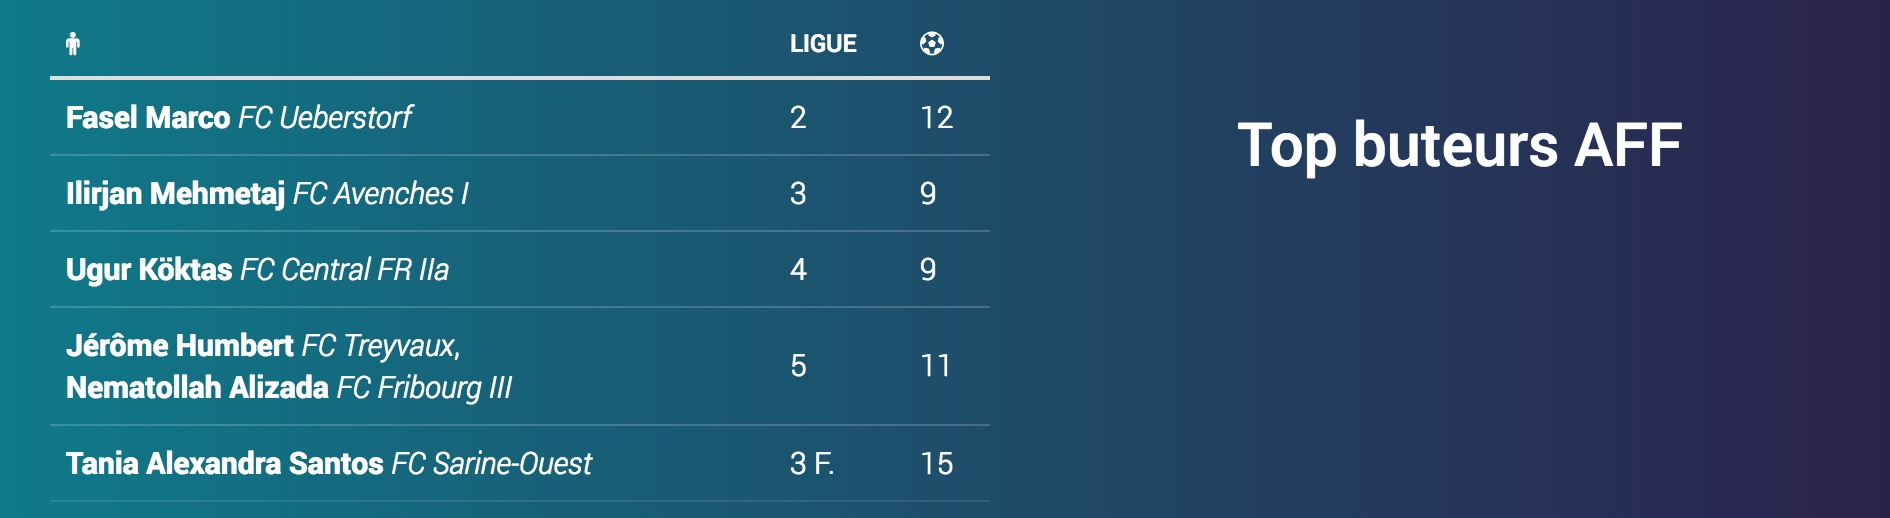 LIGUE
Fasel Marco FC Ueberstorf 2 12
Ilirjan Mehmetaj FC Avenches I 3 9
Ugur Köktas FC Central FR IIa 4 9
Jérôme Humbert FC Treyvaux,
Nematollah Alizada FC Fribourg III 5 11
Tania Alexandra Santos FC Sarine-Ouest 3 F. 15
Top buteurs AFF